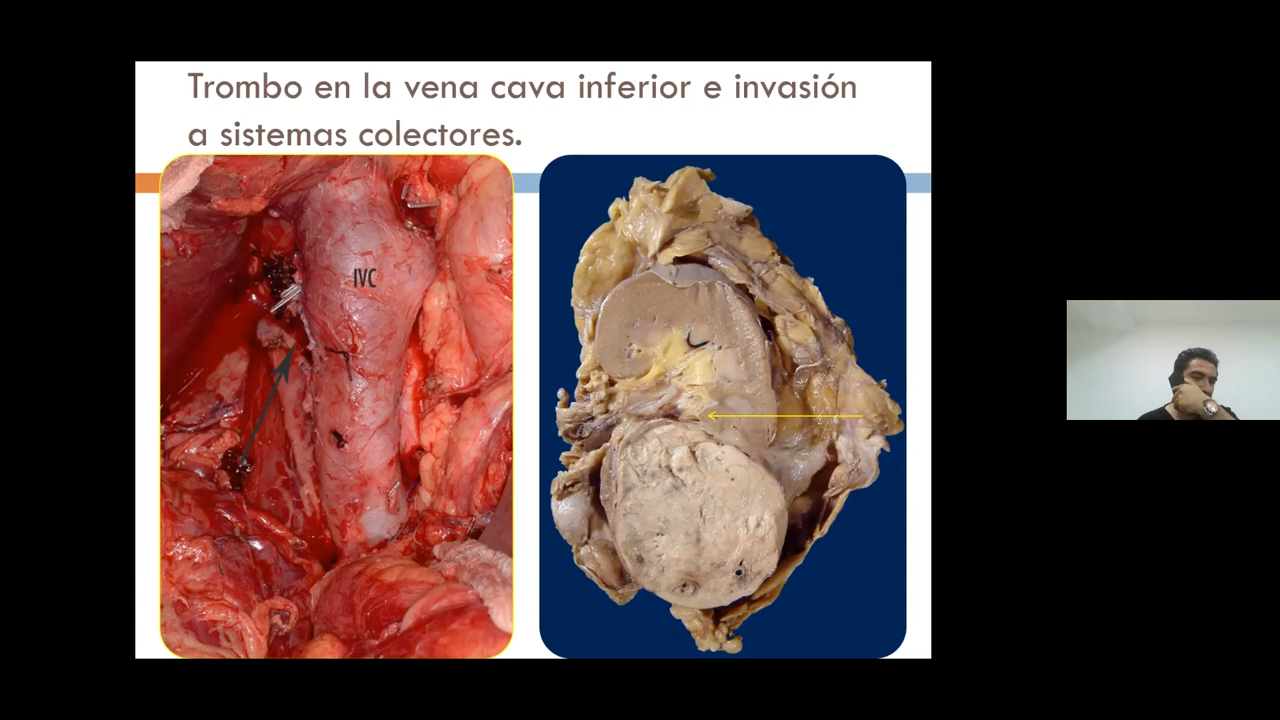 Trombo en la vena cava inferior e invasión
a sistemas colectores.
IVC